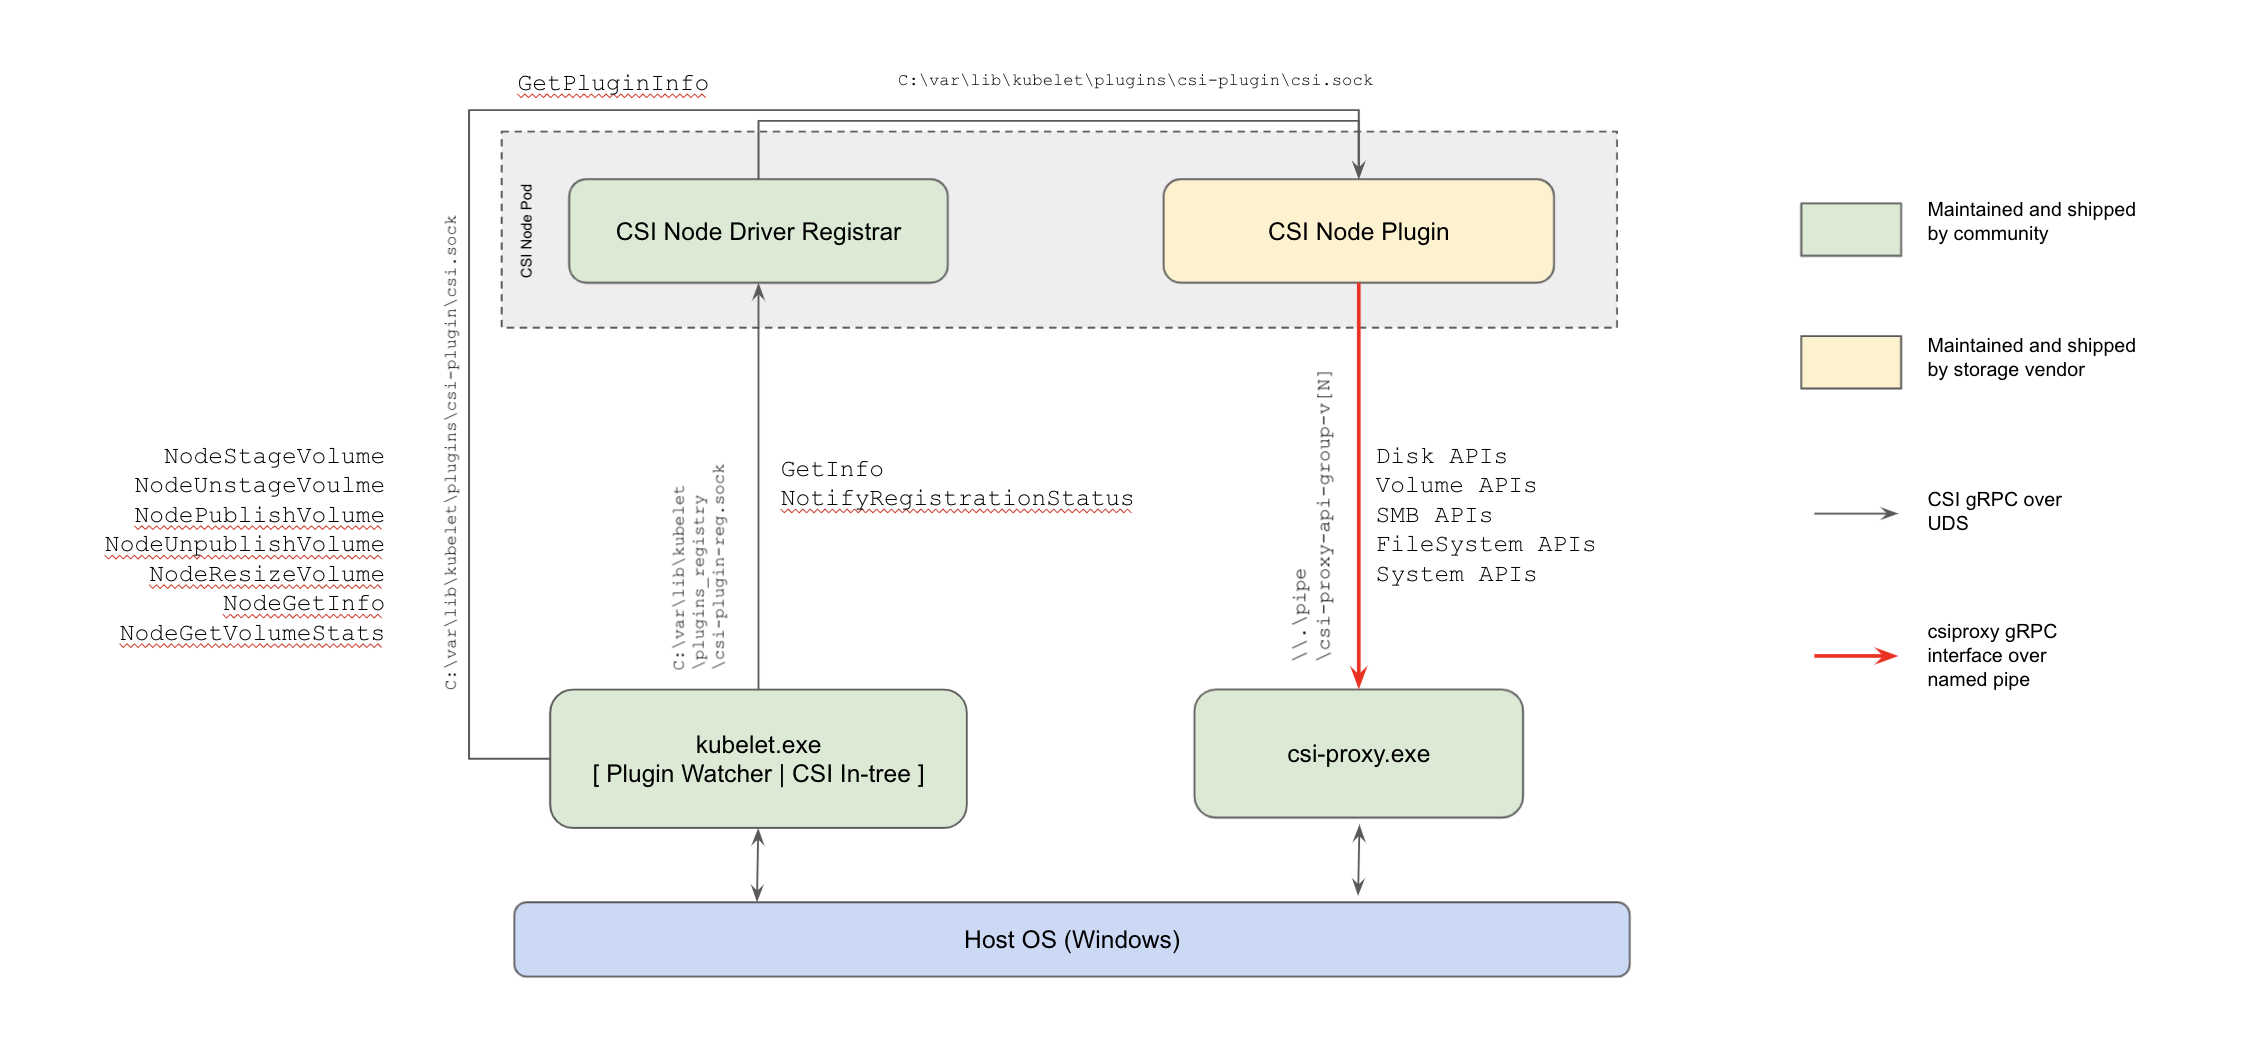 GetPluginInfo
C:\var\lib\kubelet\plugins\csi-plugin\csi.sock
CSI Node Pod
CSI Node Driver Registrar
CSI Node Plugin
C:\var\lib\kubelet\plugins\csi-plugin\csi.sock
NodeStageVolume
NodeUnstageVoulme
NodePublishVolume
NodeUnpublishVolume
NodeResizeVolume
NodeGetInfo
NodeGetVolumeStats
C:\var\lib\kubelet
\plugins_registry
\csi-plugin-reg.sock
GetInfo
NotifyRegistrationStatus
\\.\pipe
\csi-proxy-api-group-v[N]
Disk APIs
Volume APIs
SMB APIs
FileSystem APIs
System APIs
kubelet.exe
[ Plugin Watcher | CSI In-tree ]
csi-proxy.exe
Host OS (Windows)
Maintained and shipped
by community
Maintained and shipped
by storage vendor
CSI gRPC over
UDS
csiproxy gRPC
interface over
named pipe